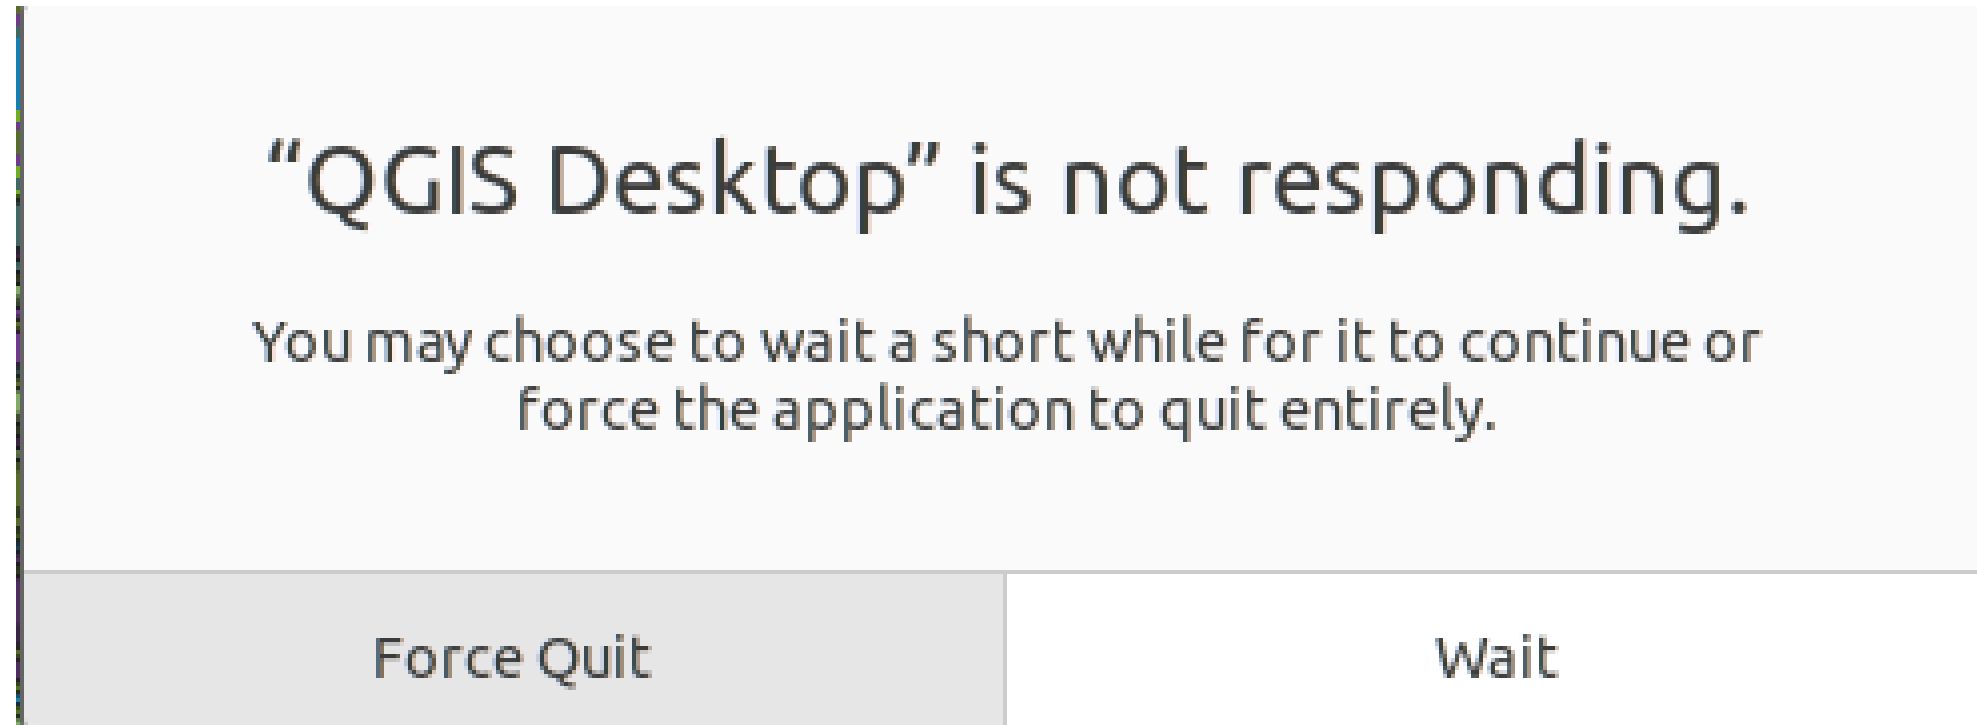 “QGIS Desktop” is not responding.
You may choose to wait a short while for it to continue or
force the application to quit entirely.
Force Quit
Wait